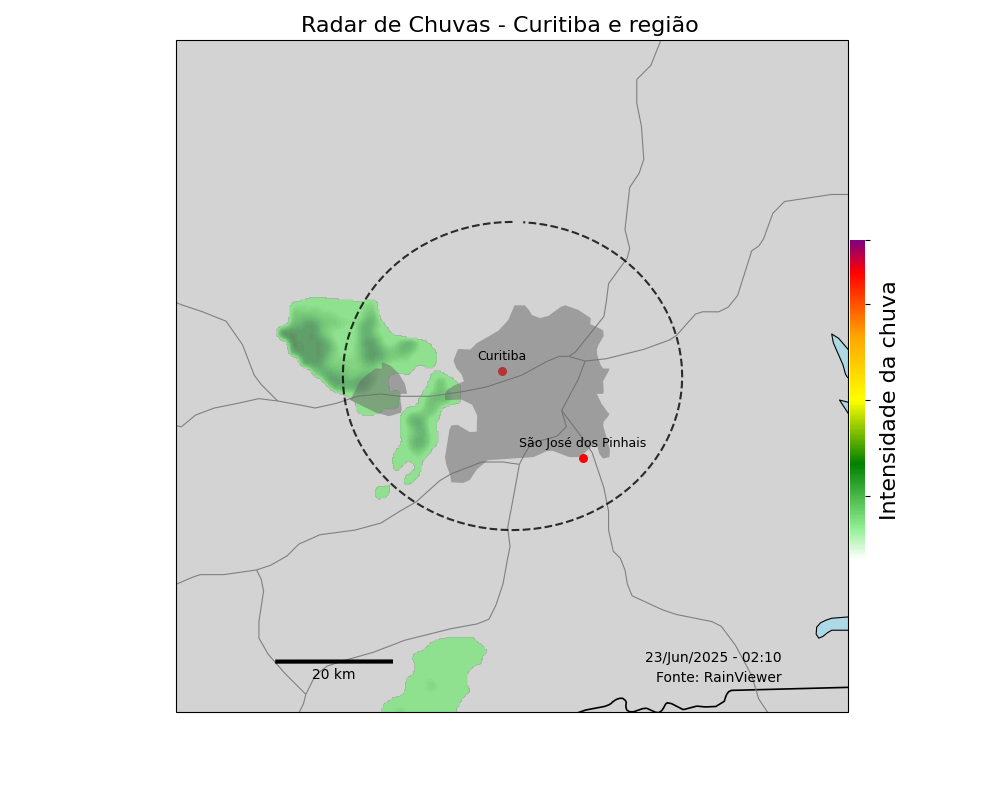 Radar de Chuvas - Curitiba e região
Curitiba
São José dos Pinhais
Intensidade da chuva
23/Jun/2025 - 02:10
Fonte: RainViewer
20 km